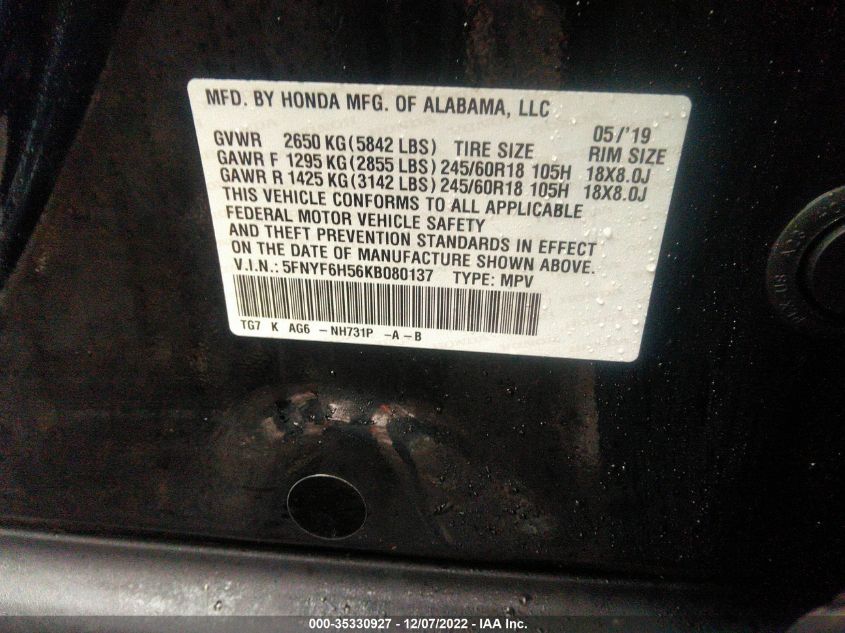 MFD. BY HONDA MFG. OF ALABAMA, LLC
05/'19
GVWR 2650 KG(5842 LBS) TIRE SIZE RIM SIZE
GAWR F 1295 KG(2855 LBS) 245/60R18 105H 18X8.0J
GAWR R 1425 KG(3142 LBS) 245/60R18 105H 18X8.0J
THIS VEHICLE CONFORMS TO ALL APPLICABLE
FEDERAL MOTOR VEHICLE SAFETY
AND THEFT PREVENTION STANDARDS IN EFFECT
ON THE DATE OF MANUFACTURE SHOWN ABOVE.
V.I.N.: 5FNYF6H56KB080137 TYPE: MPV
TG7 K AG6 - NH731P -A-B
000-35330927 - 12/07/2022 - IAA Inc.